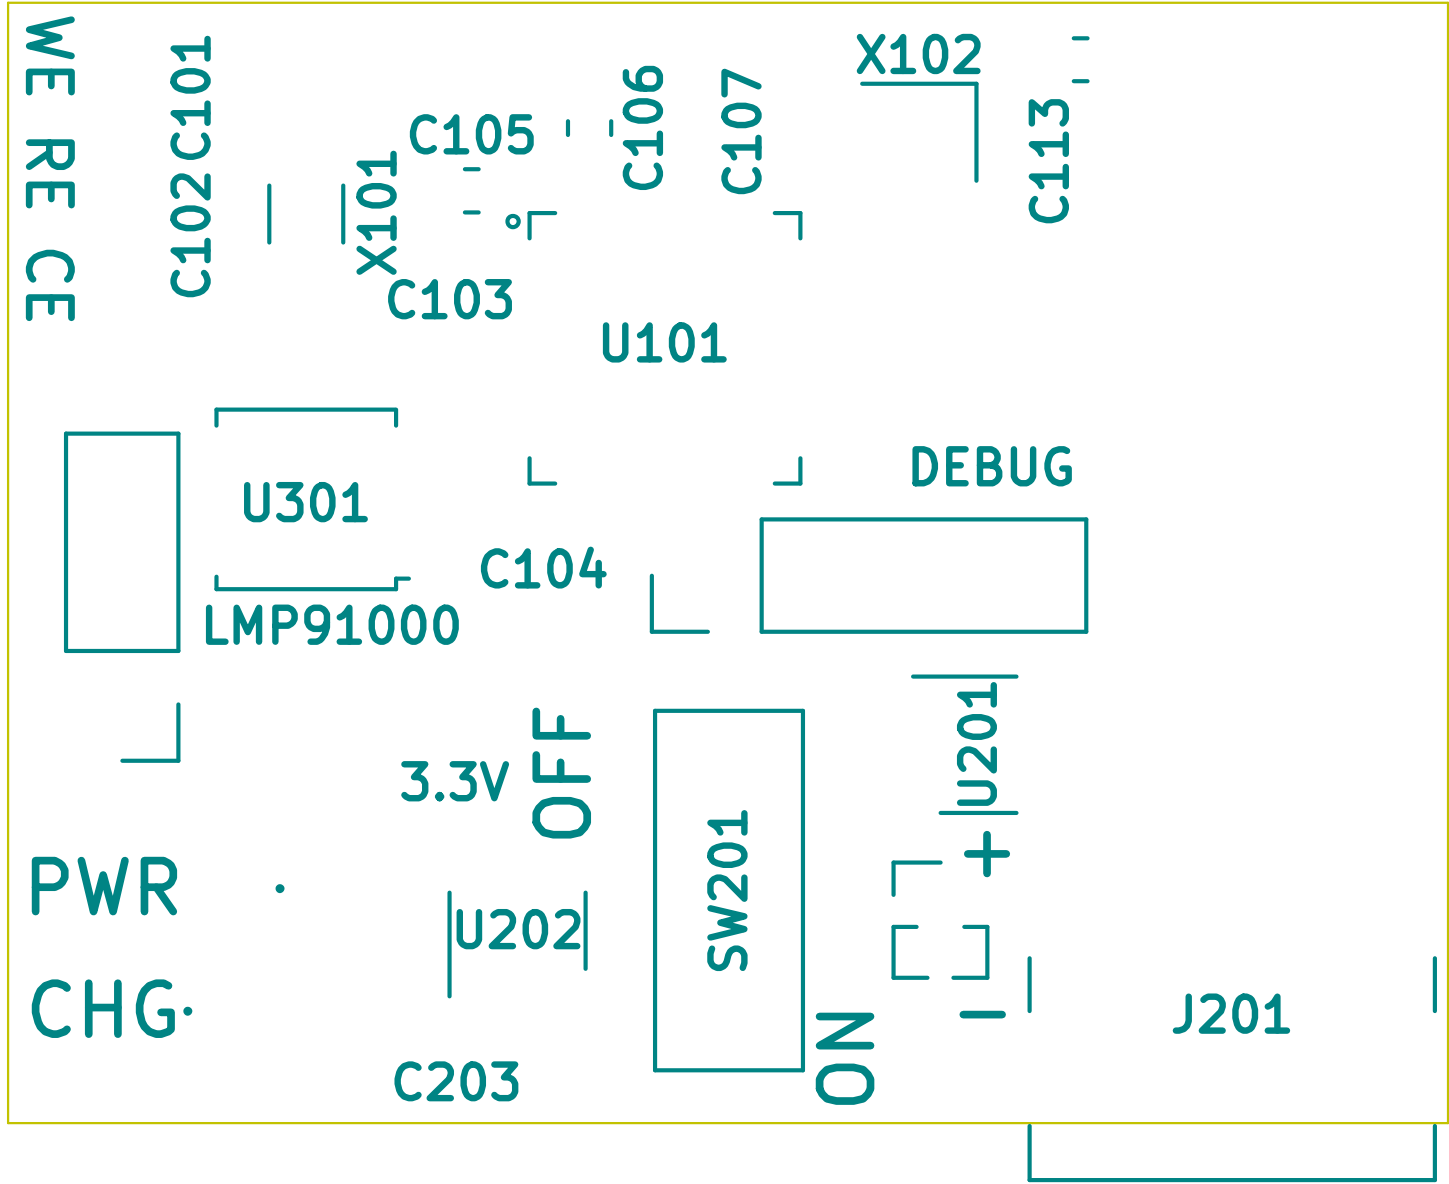 WE RE CE
C101
C102
X101
C105
C103
C106
C107
X102
C113
U101
U301
LMP91000
C104
DEBUG
3.3V
OFF
U201
SW201
+
PWR
U202
CHG
-
ON
J201
C203